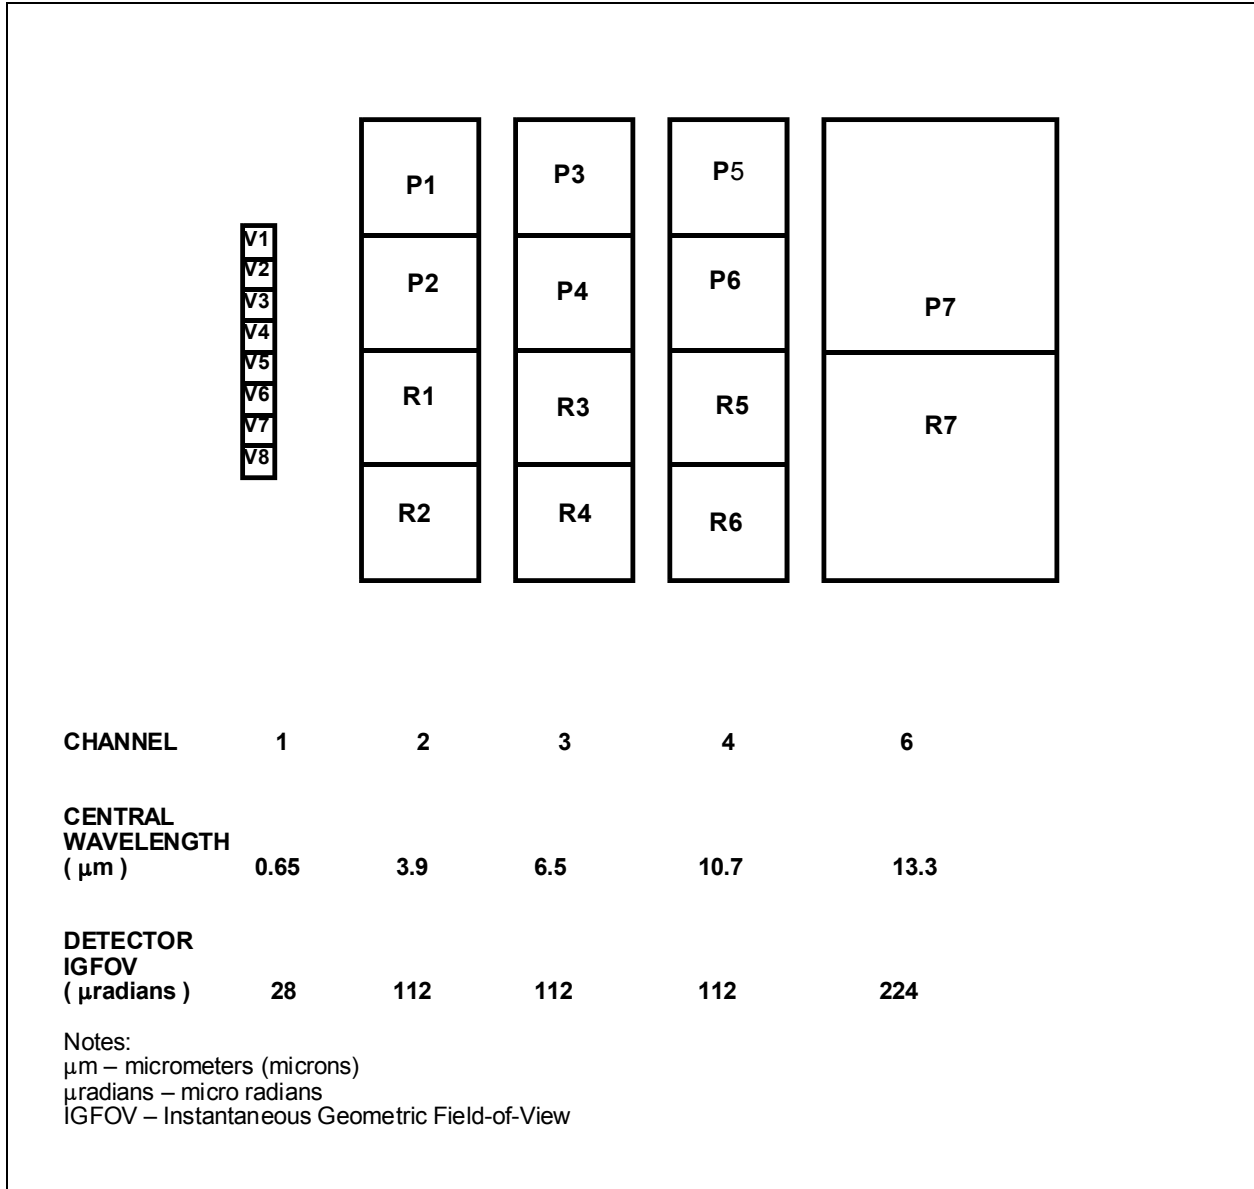 P1 P3 P5
V1
V2
V3
V4
V5
V6
V7
V8
P2 P4 P6
P7
R1 R3 R5
R7
R2 R4 R6
CHANNEL 1 2 3 4 6
CENTRAL
WAVELENGTH
( μm ) 0.65 3.9 6.5 10.7 13.3
DETECTOR
IGFOV
( μradians ) 28 112 112 112 224
Notes:
μm – micrometers (microns)
μradians – micro radians
IGFOV – Instantaneous Geometric Field-of-View